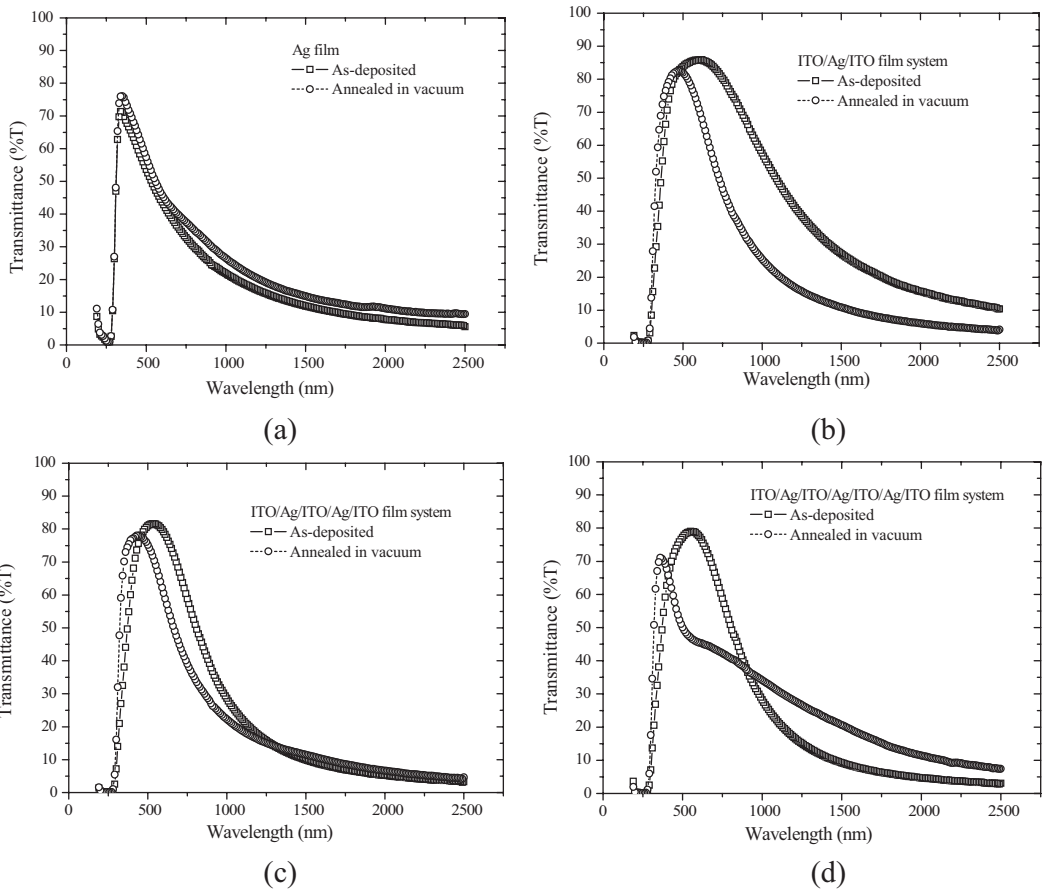 100
90
80
70
60
50
40
30
20
10
0
Transmittance (%T)
Ag film
As-deposited
Annealed in vacuum
0 500 1000 1500 2000 2500
Wavelength (nm)
(a)
100
90
80
70
60
50
40
30
20
10
0
Transmittance (%T)
ITO/Ag/ITO film system
As-deposited
Annealed in vacuum
0 500 1000 1500 2000 2500
Wavelength (nm)
(b)
100
90
80
70
60
50
40
30
20
10
0
Transmittance (%T)
ITO/Ag/ITO/Ag/ITO film system
As-deposited
Annealed in vacuum
0 500 1000 1500 2000 2500
Wavelength (nm)
(c)
100
90
80
70
60
50
40
30
20
10
0
Transmittance (%T)
ITO/Ag/ITO/Ag/ITO/Ag/ITO film system
As-deposited
Annealed in vacuum
0 500 1000 1500 2000 2500
Wavelength (nm)
(d)